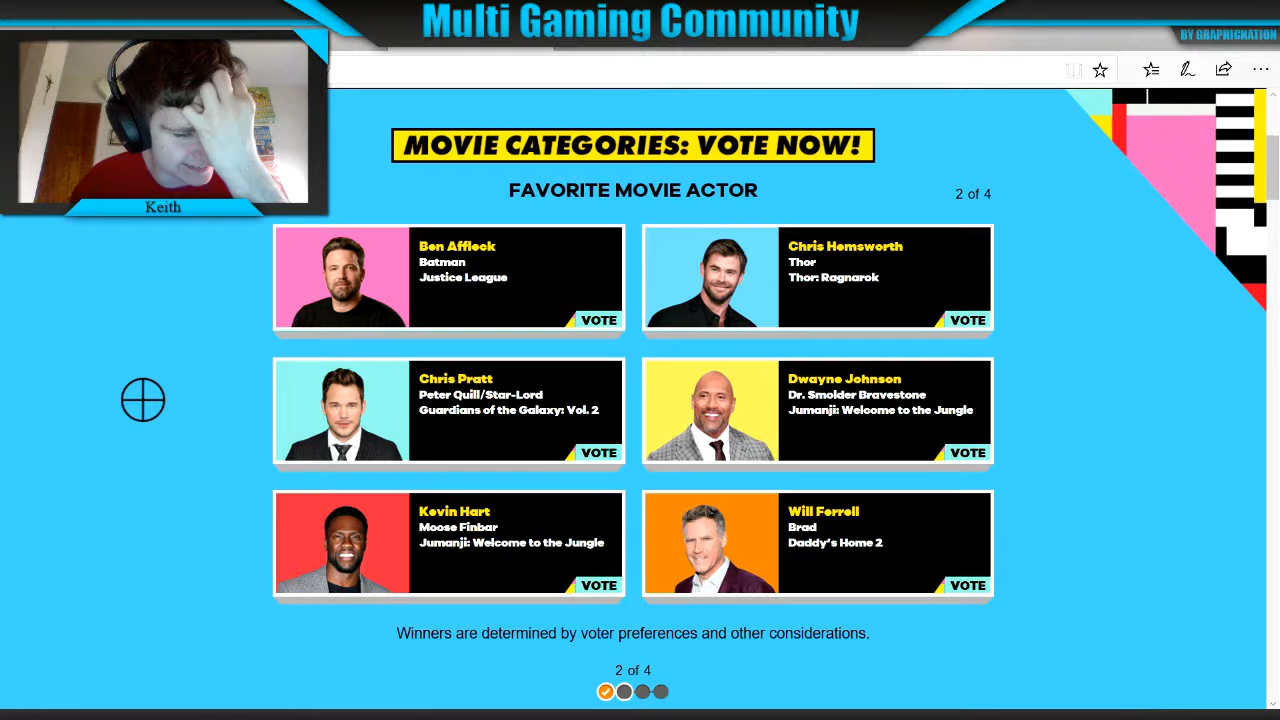 Multi Gaming Community
BY GRAPHICNATION
Keith
MOVIE CATEGORIES: VOTE NOW!
FAVORITE MOVIE ACTOR
2 of 4
Ben Affleck
Batman
Justice League
VOTE
Chris Hemsworth
Thor
Thor: Ragnarok
VOTE
Chris Pratt
Peter Quill/Star-Lord
Guardians of the Galaxy: Vol. 2
VOTE
Dwayne Johnson
Dr. Smolder Bravestone
Jumanji: Welcome to the Jungle
VOTE
Kevin Hart
Moose Finbar
Jumanji: Welcome to the Jungle
VOTE
Will Ferrell
Brad
Daddy's Home 2
VOTE
Winners are determined by voter preferences and other considerations.
2 of 4